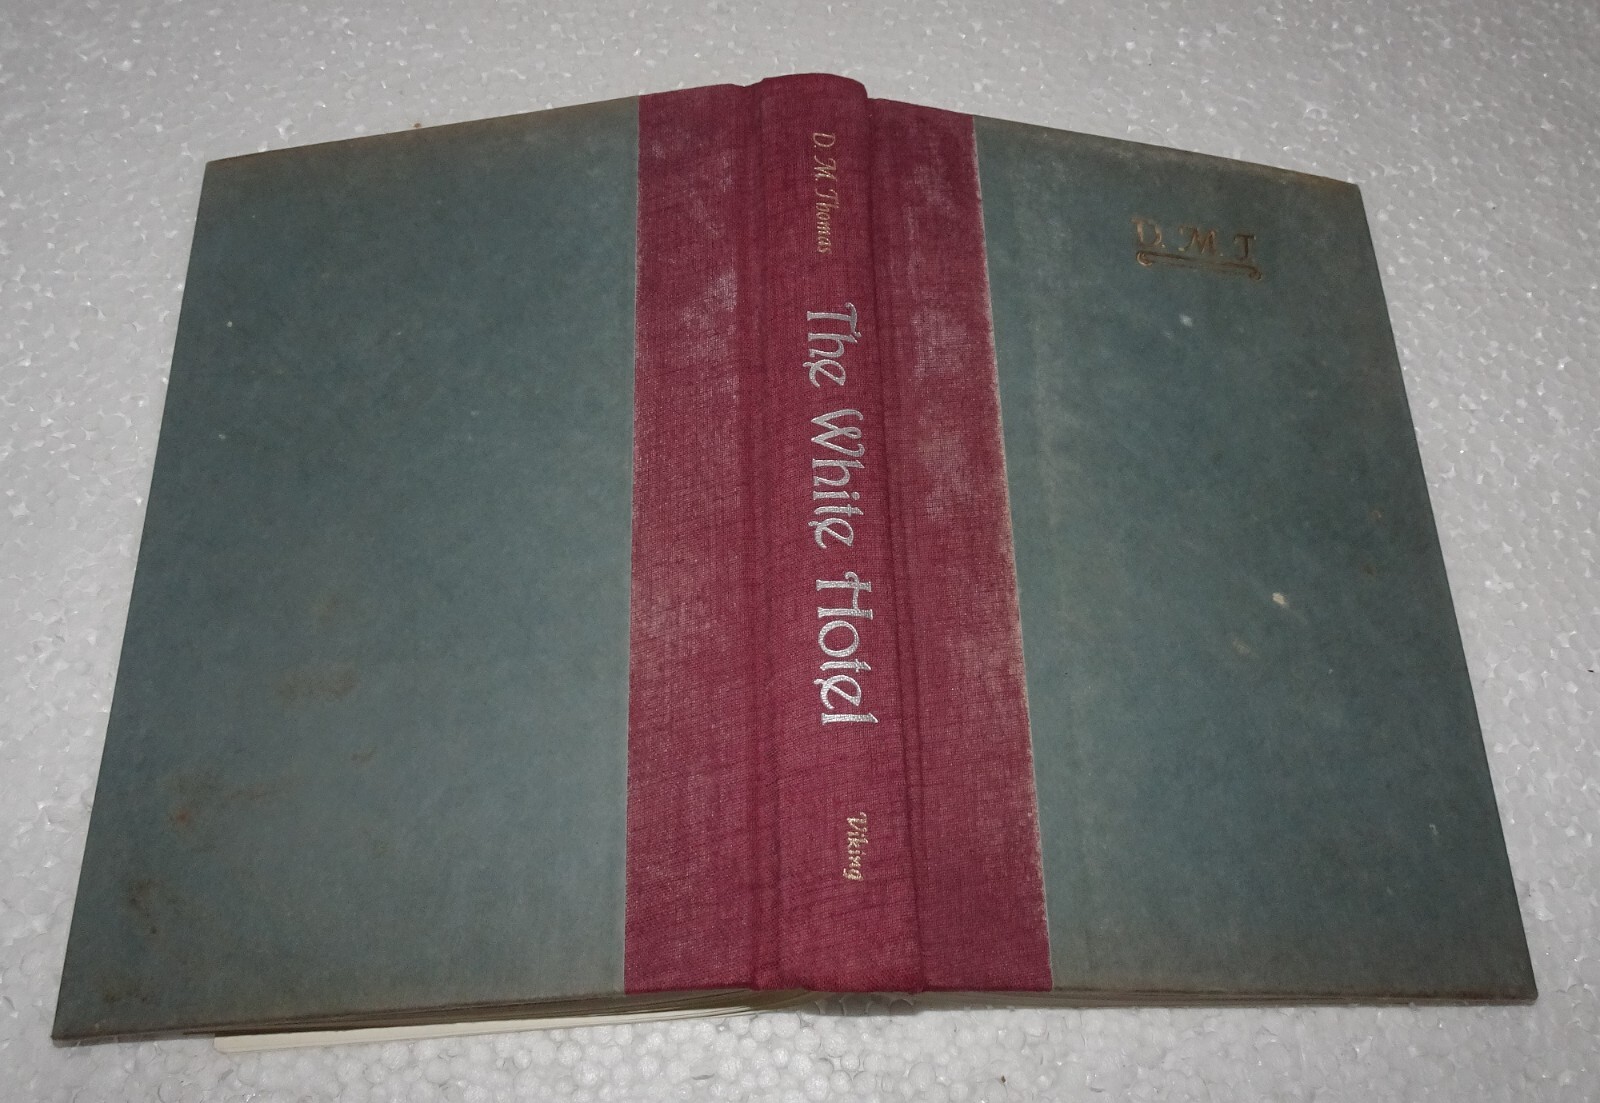 D. M. Thomas
The White Hotel
Viking
D. M. T.